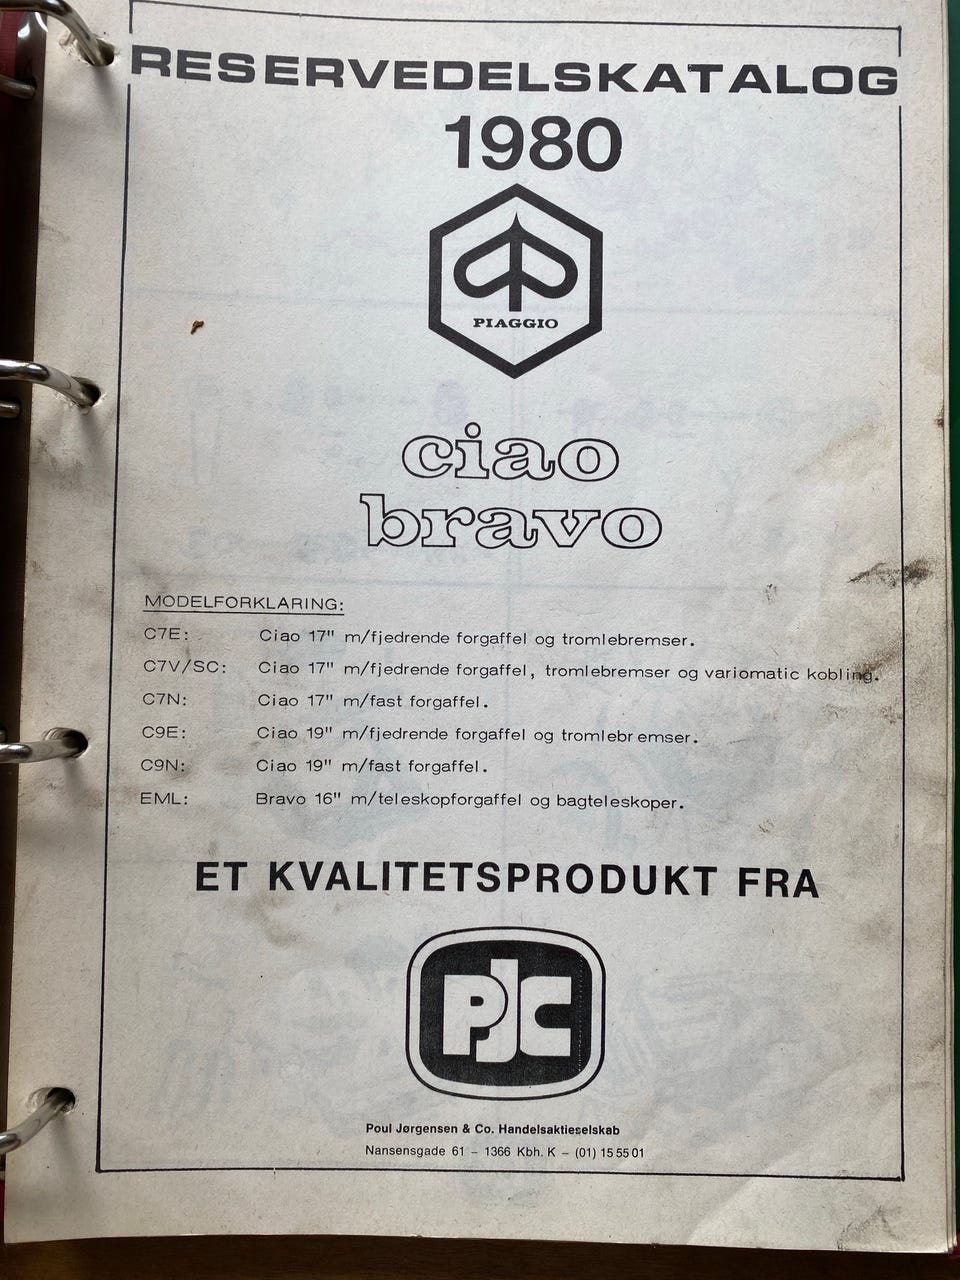 RESERVEDELSKATALOG
1980
PIAGGIO
ciao
bravo
MODELFORKLARING:
C7E: Ciao 17" m/fjedrende forgaffel og tromlebremser.
C7V/SC: Ciao 17" m/fjedrende forgaffel, tromlebremser og variomatic kobling.
C7N: Ciao 17" m/fast forgaffel.
C9E: Ciao 19" m/fjedrende forgaffel og tromlebremser.
C9N: Ciao 19" m/fast forgaffel.
EML: Bravo 16" m/teleskopforgaffel og bagteleskoper.
ET KVALITETSPRODUKT FRA
PJC
Poul Jørgensen & Co. Handelsaktieselskab
Nansensgade 61 – 1366 Kbh. K – (01) 15 55 01